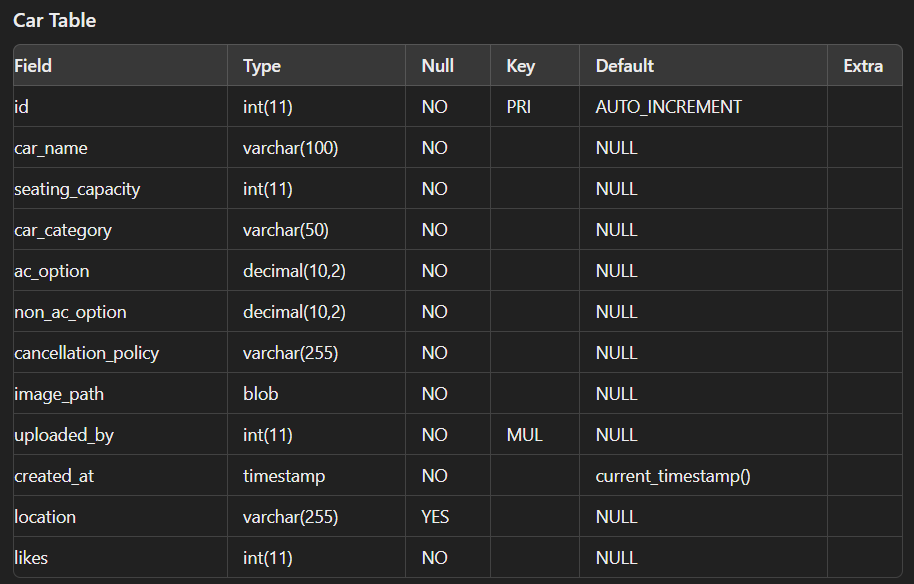 Car Table
Field Type Null Key Default Extra
id int(11) NO PRI AUTO_INCREMENT
car_name varchar(100) NO NULL
seating_capacity int(11) NO NULL
car_category varchar(50) NO NULL
ac_option decimal(10,2) NO NULL
non_ac_option decimal(10,2) NO NULL
cancellation_policy varchar(255) NO NULL
image_path blob NO NULL
uploaded_by int(11) NO MUL NULL
created_at timestamp NO current_timestamp()
location varchar(255) YES NULL
likes int(11) NO NULL